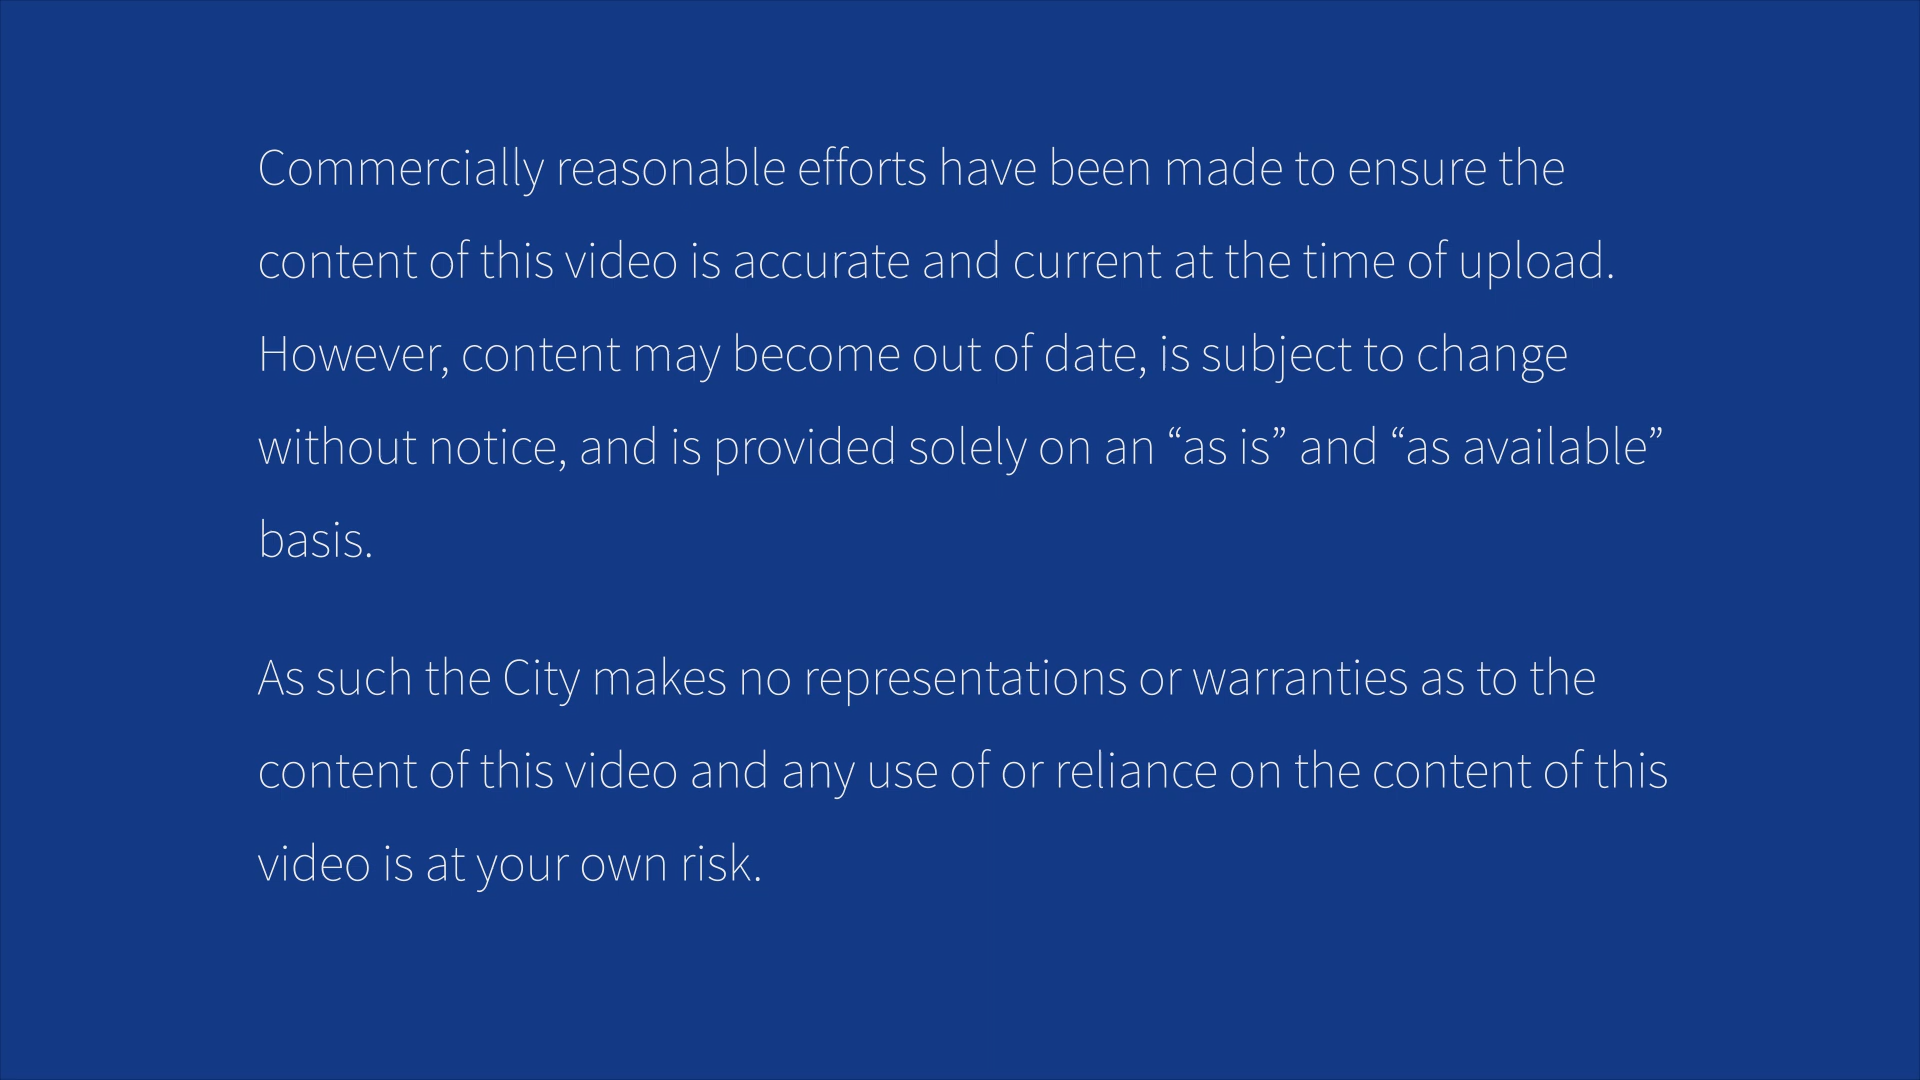 Commercially reasonable efforts have been made to ensure the
content of this video is accurate and current at the time of upload.
However, content may become out of date, is subject to change
without notice, and is provided solely on an “as is” and “as available”
basis.
As such the City makes no representations or warranties as to the
content of this video and any use of or reliance on the content of this
video is at your own risk.